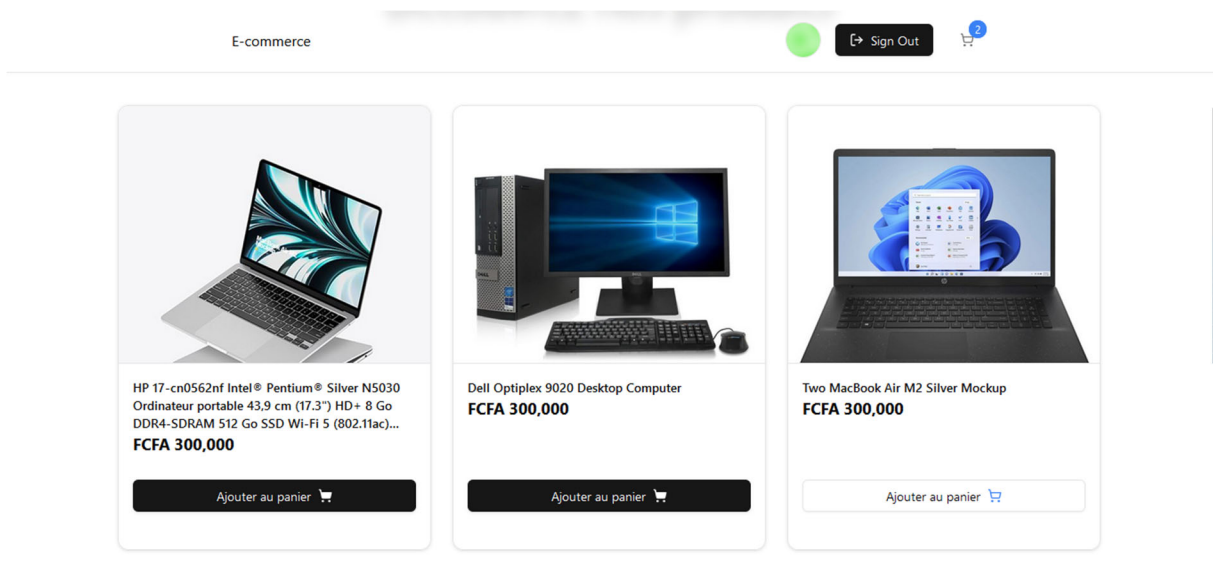 E-commerce
Sign Out
2
HP 17-cn0562nf Intel® Pentium® Silver N5030
Ordinateur portable 43,9 cm (17.3") HD+ 8 Go
DDR4-SDRAM 512 Go SSD Wi-Fi 5 (802.11ac)...
FCFA 300,000
Ajouter au panier
Dell Optiplex 9020 Desktop Computer
FCFA 300,000
Ajouter au panier
Two MacBook Air M2 Silver Mockup
FCFA 300,000
Ajouter au panier